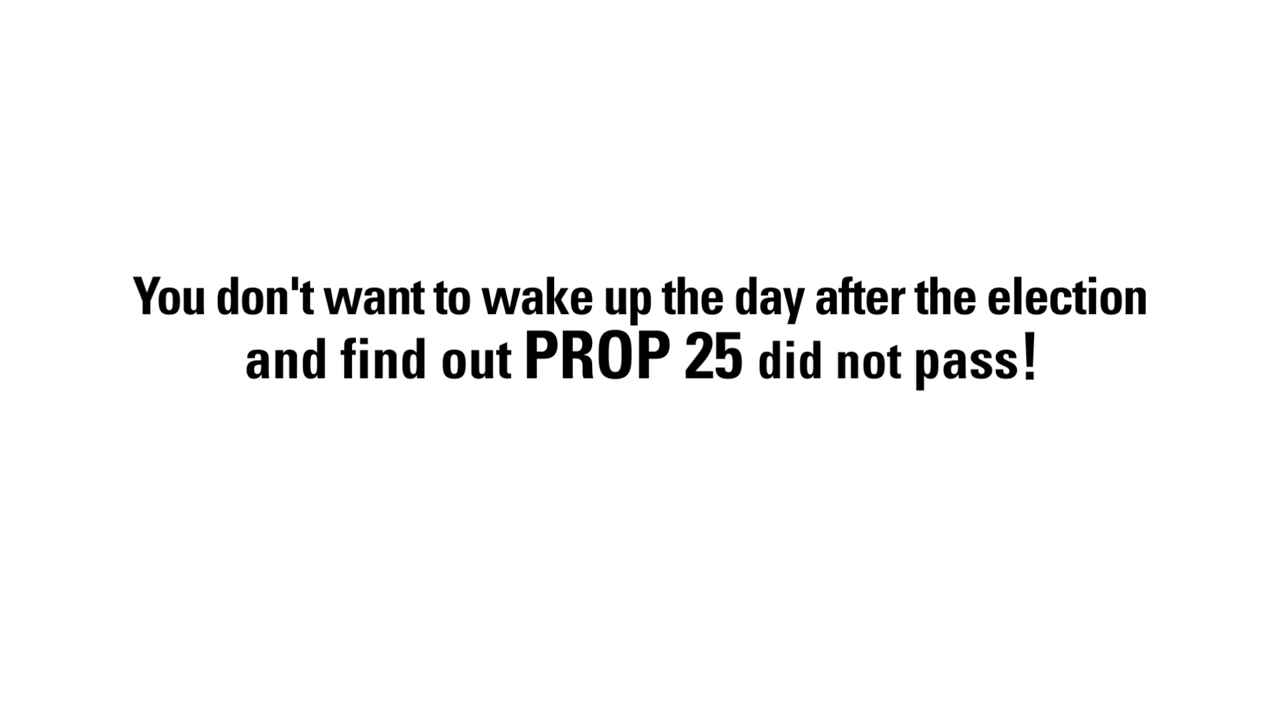 You don't want to wake up the day after the election
and find out PROP 25 did not pass!